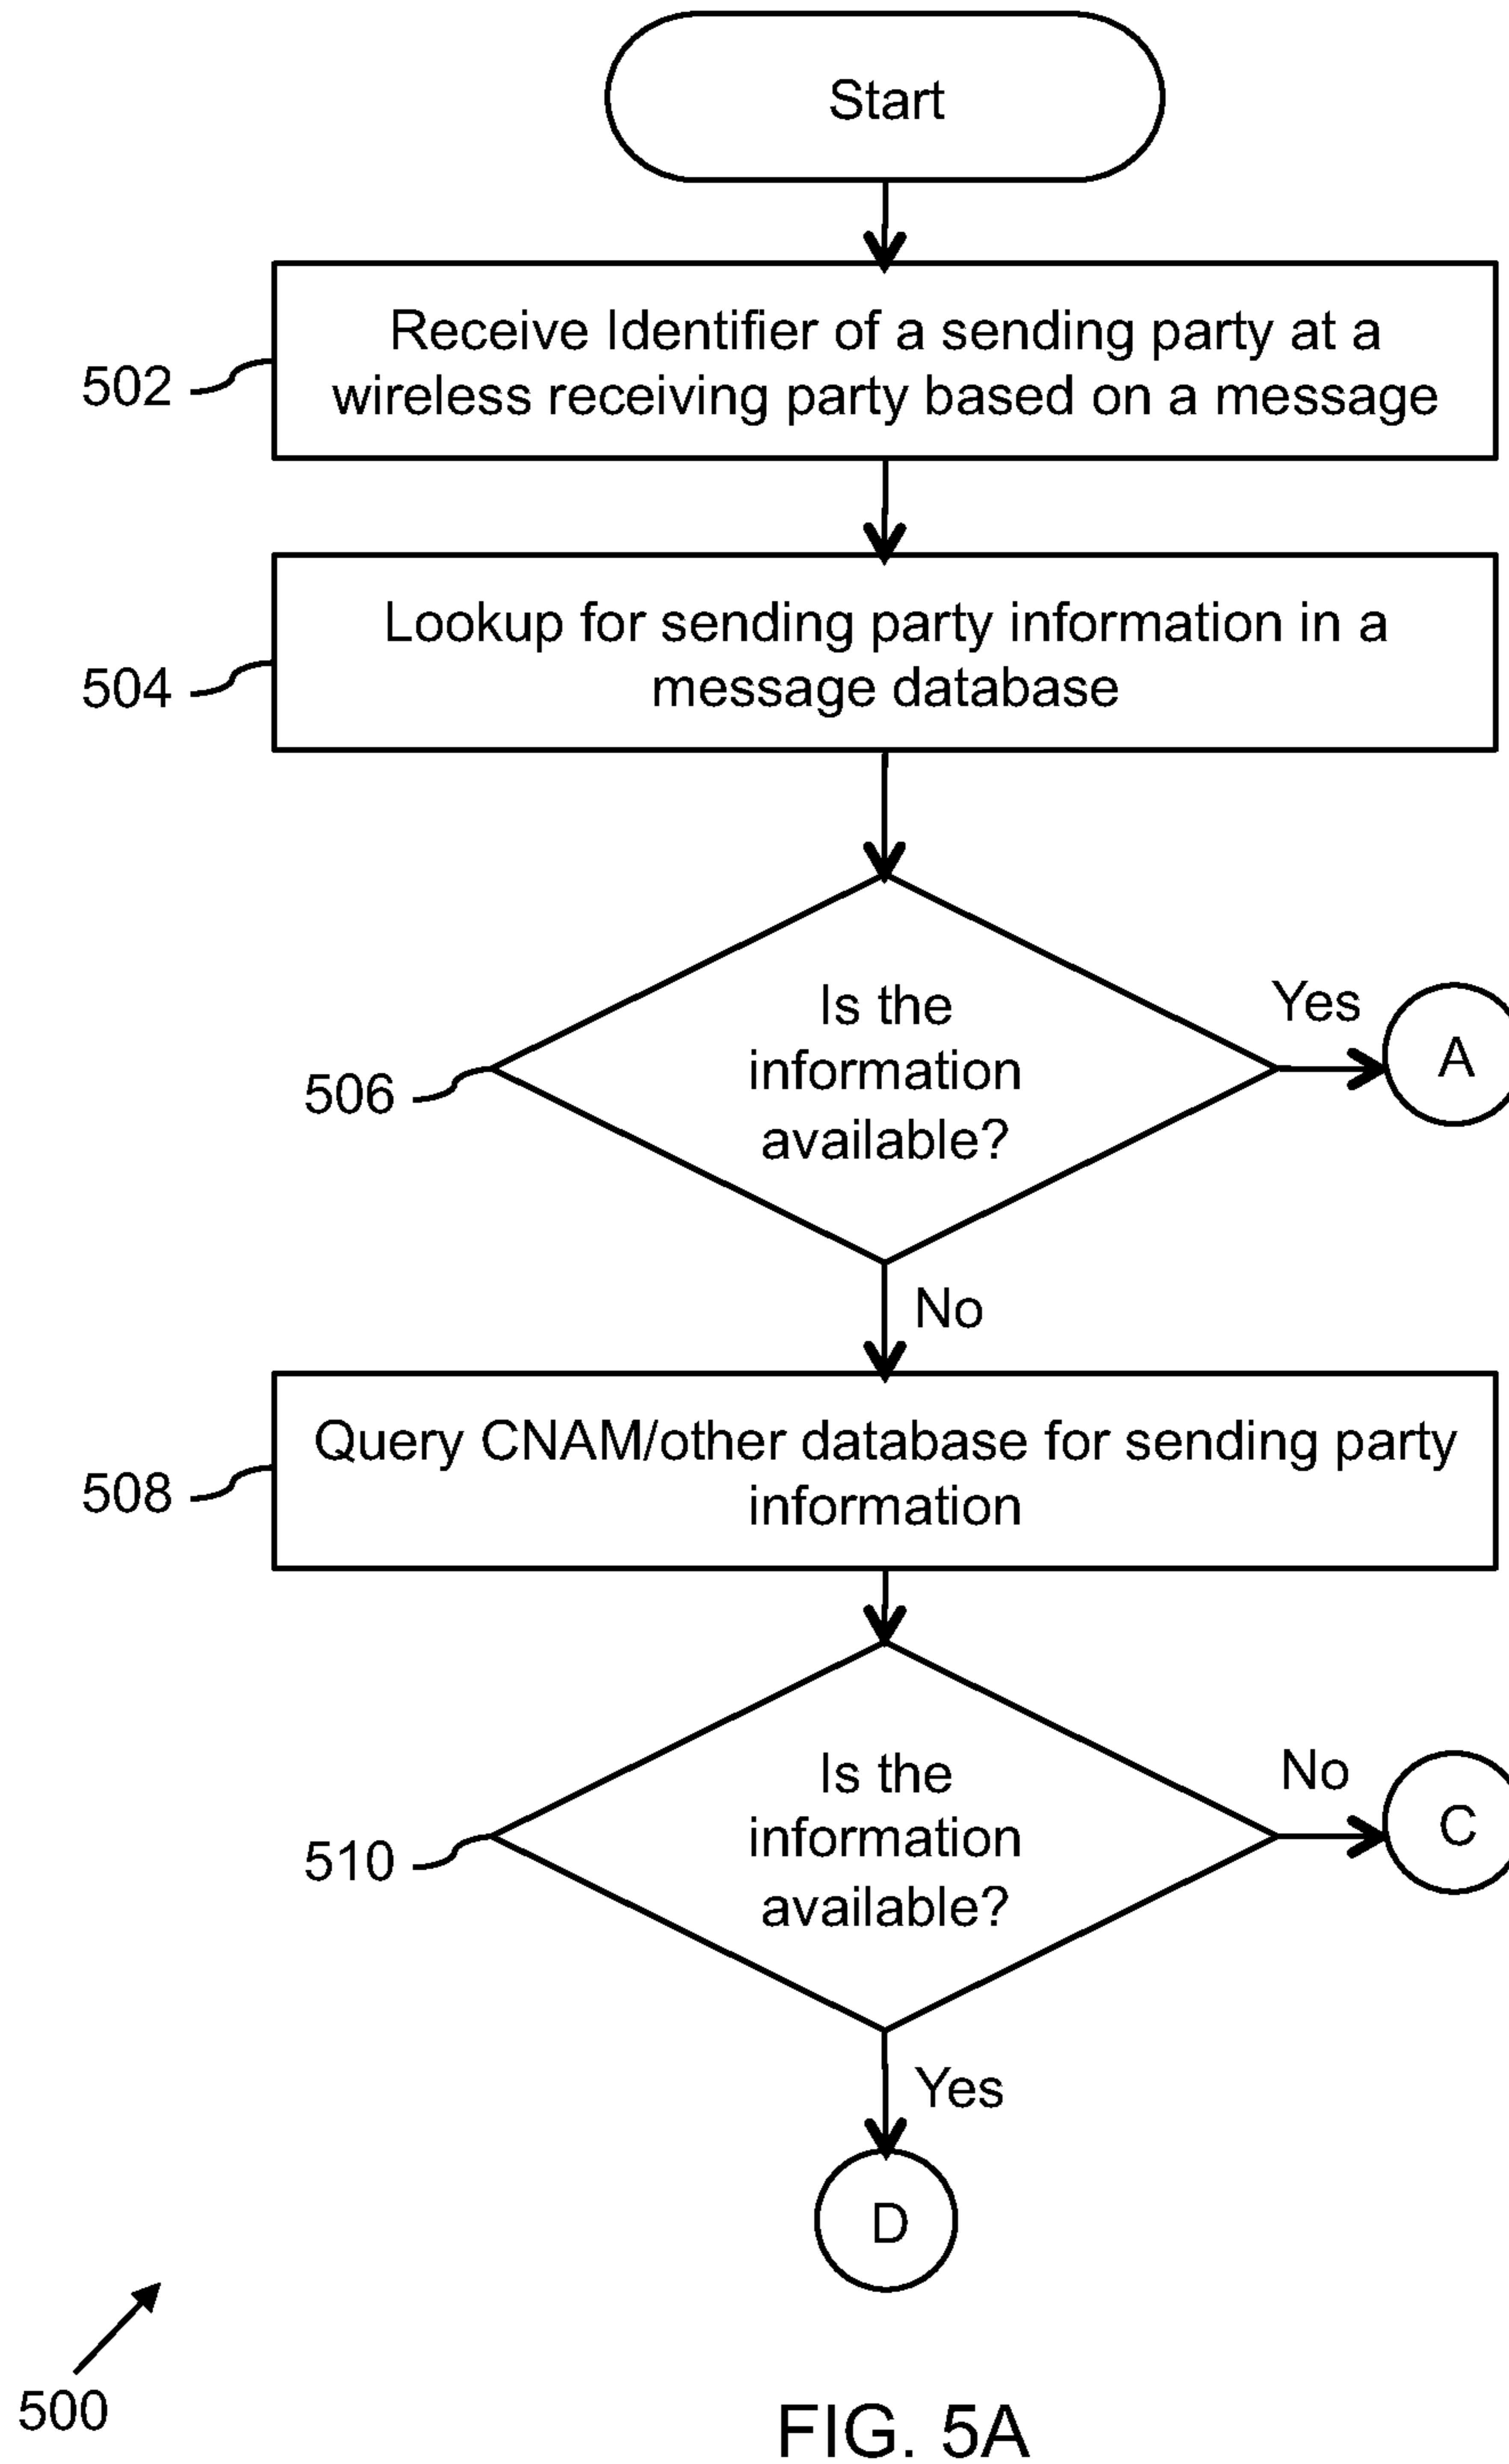 Start
Receive Identifier of a sending party at a
wireless receiving party based on a message
502
Lookup for sending party information in a
message database
504
Is the
information
available?
Yes
A
506
No
Query CNAM/other database for sending party
information
508
Is the
information
available?
No
C
510
Yes
D
500
FIG. 5A